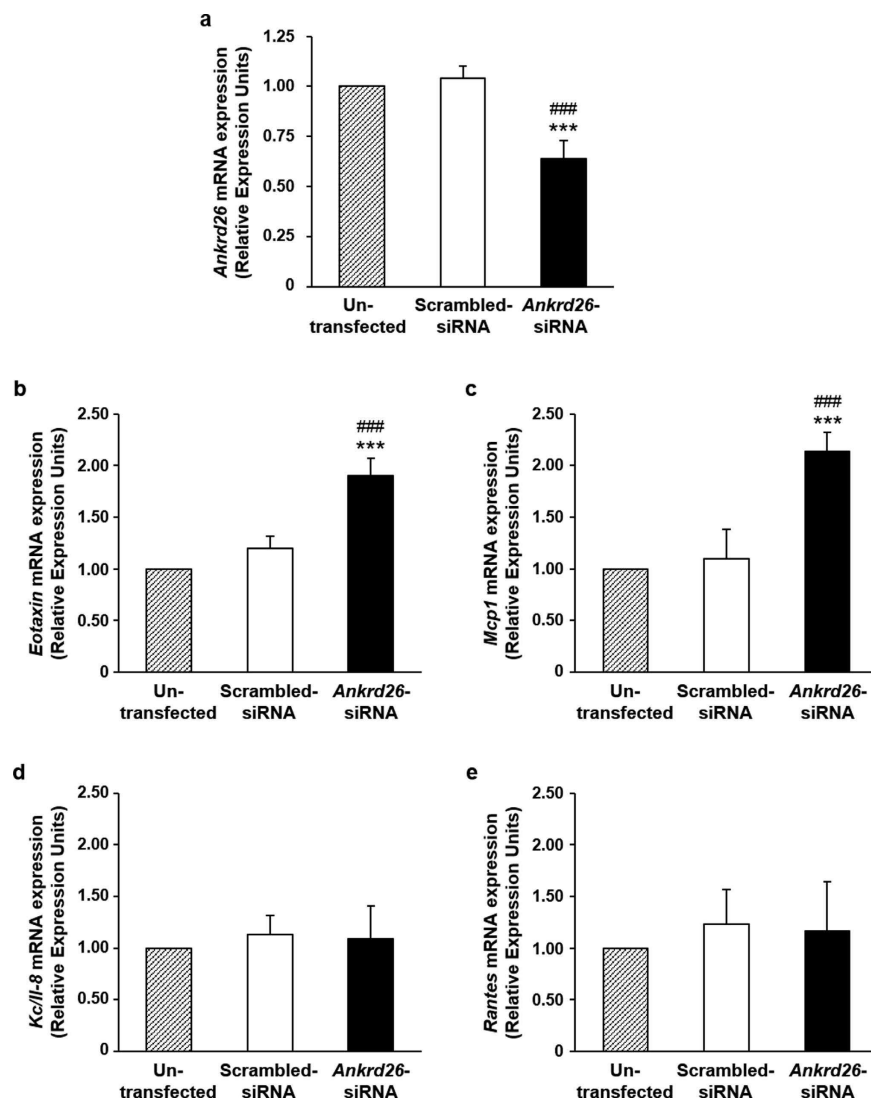 a
Ankrd26 mRNA expression
(Relative Expression Units)
1.25
1.00
0.75
0.50
0.25
0
###
***
Un-
transfected
Scrambled-
siRNA
Ankrd26-
siRNA
b
Eotaxin mRNA expression
(Relative Expression Units)
2.50
2.00
1.50
1.00
0.50
0
###
***
Un-
transfected
Scrambled-
siRNA
Ankrd26-
siRNA
c
Mcp1 mRNA expression
(Relative Expression Units)
2.50
2.00
1.50
1.00
0.50
0
###
***
Un-
transfected
Scrambled-
siRNA
Ankrd26-
siRNA
d
Kc/Il-8 mRNA expression
(Relative Expression Units)
2.50
2.00
1.50
1.00
0.50
0
Un-
transfected
Scrambled-
siRNA
Ankrd26-
siRNA
e
Rantes mRNA expression
(Relative Expression Units)
2.50
2.00
1.50
1.00
0.50
0
Un-
transfected
Scrambled-
siRNA
Ankrd26-
siRNA